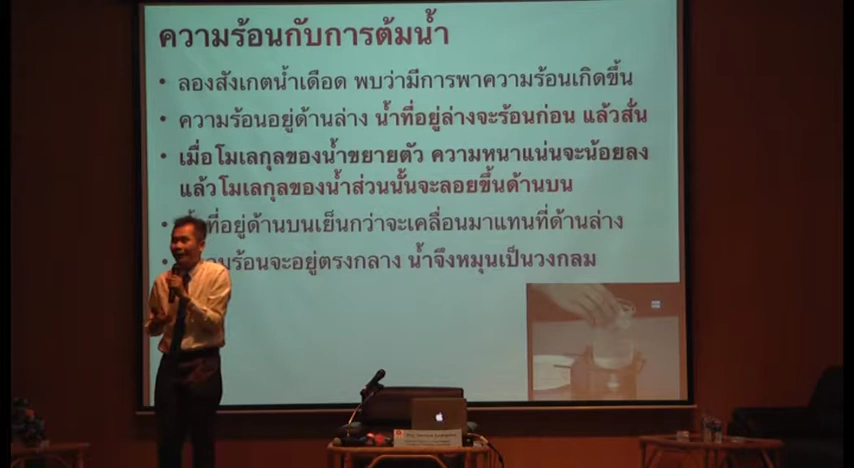 ความร้อนกับการต้มน้ำ
• ลองสังเกตน้ำเดือด พบว่ามีการพาความร้อนเกิดขึ้น
• ความร้อนอยู่ด้านล่าง น้ำที่อยู่ล่างจะร้อนก่อน แล้วสั่น
• เมื่อโมเลกุลของน้ำขยายตัว ความหนาแน่นจะน้อยลง
แล้วโมเลกุลของน้ำส่วนนั้นจะลอยขึ้นด้านบน
• ที่อยู่ด้านบนเย็นกว่าจะเคลื่อนมาแทนที่ด้านล่าง
• จะอยู่ตรงกลาง น้ำจึงหมุนเป็นวงกลม